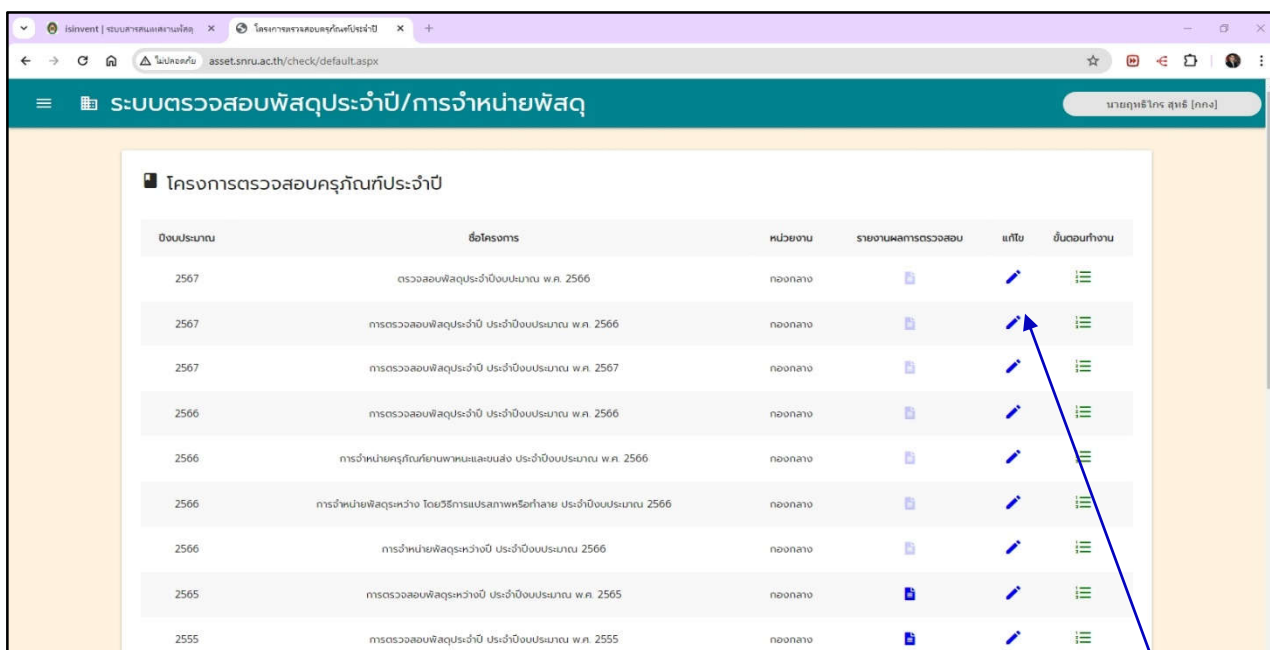 isinvent | ระบบสารสนเทศงานพัสดุ
โครงการตรวจสอบครุภัณฑ์ประจำปี
ไม่ปลอดภัย asset.snru.ac.th/check/default.aspx
ระบบตรวจสอบพัสดุประจำปี/การจำหน่ายพัสดุ
นายฤทธิไกร สุทธิ [กกง]
โครงการตรวจสอบครุภัณฑ์ประจำปี
ปีงบประมาณ ชื่อโครงการ หน่วยงาน รายงานผลการตรวจสอบ แก้ไข ขั้นตอนทำงาน
2567 ตรวจสอบพัสดุประจำปีงบปะมาณ พ.ศ. 2566 กองกลาง
2567 การตรวจสอบพัสดุประจำปี ประจำปีงบประมาณ พ.ศ. 2566 กองกลาง
2567 การตรวจสอบพัสดุประจำปี ประจำปีงบประมาณ พ.ศ. 2567 กองกลาง
2566 การตรวจสอบพัสดุประจำปี ประจำปีงบประมาณ พ.ศ. 2566 กองกลาง
2566 การจำหน่ายครุภัณฑ์ยานพาหนะและขนส่ง ประจำปีงบประมาณ พ.ศ. 2566 กองกลาง
2566 การจำหน่ายพัสดุระหว่าง โดยวิธีการแปรสภาพหรือทำลาย ประจำปีงบประมาณ 2566 กองกลาง
2566 การจำหน่ายพัสดุระหว่างปี ประจำปีงบประมาณ 2566 กองกลาง
2565 การตรวจสอบพัสดุระหว่างปี ประจำปีงบประมาณ พ.ศ. 2565 กองกลาง
2555 การตรวจสอบพัสดุประจำปี ประจำปีงบประมาณ พ.ศ. 2555 กองกลาง